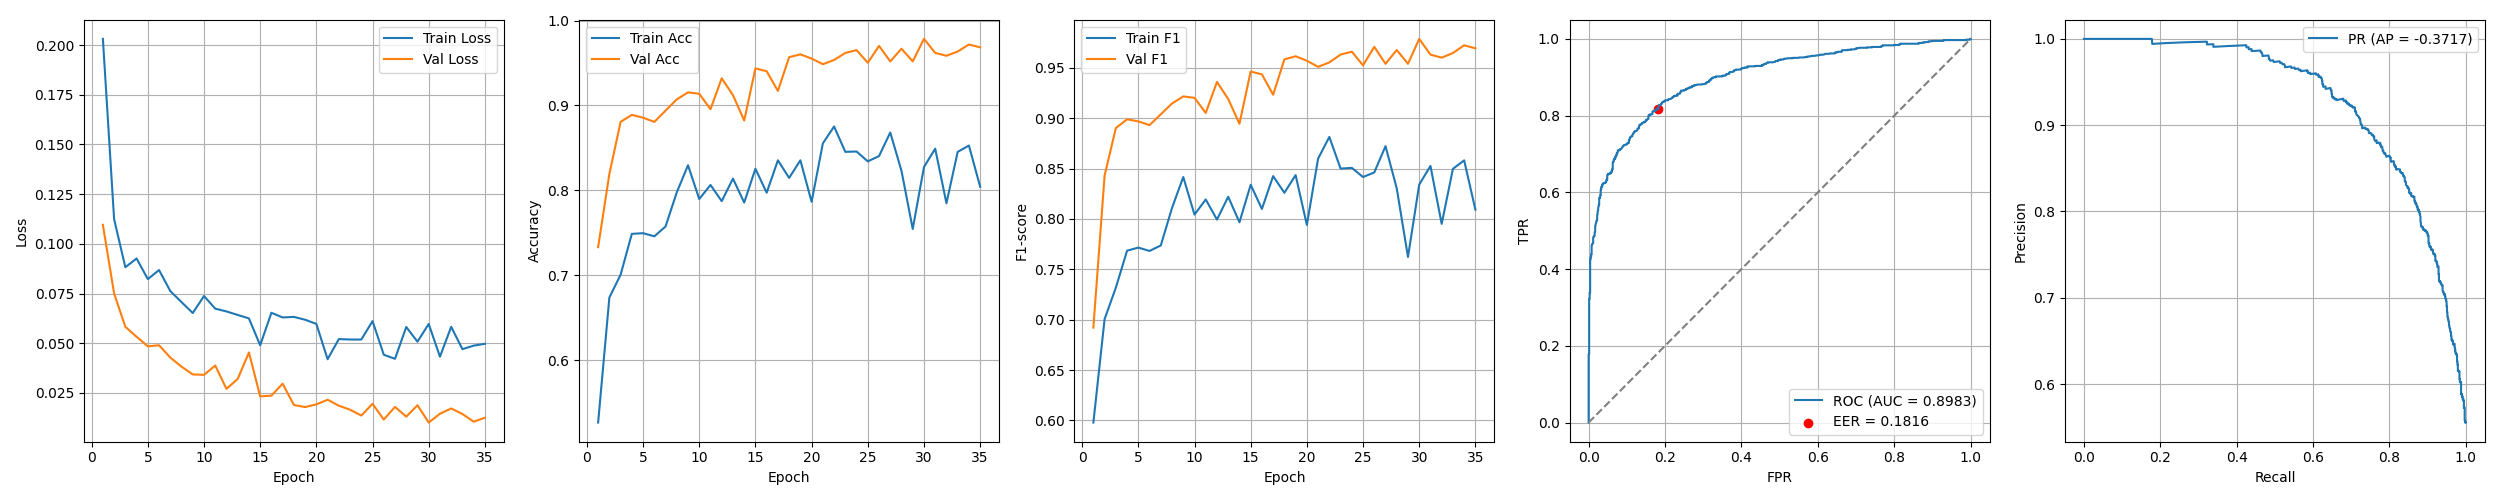 Train Loss
Val Loss
0.200
0.175
0.150
0.125
0.100
0.075
0.050
0.025
0 5 10 15 20 25 30 35
Epoch
Loss
Train Acc
Val Acc
1.0
0.9
0.8
0.7
0.6
0 5 10 15 20 25 30 35
Epoch
Accuracy
Train F1
Val F1
0.95
0.90
0.85
0.80
0.75
0.70
0.65
0.60
0 5 10 15 20 25 30 35
Epoch
F1-score
1.0
0.8
0.6
0.4
0.2
0.0
ROC (AUC = 0.8983)
EER = 0.1816
0.0 0.2 0.4 0.6 0.8 1.0
FPR
TPR
PR (AP = -0.3717)
1.0
0.9
0.8
0.7
0.6
0.0 0.2 0.4 0.6 0.8 1.0
Recall
Precision